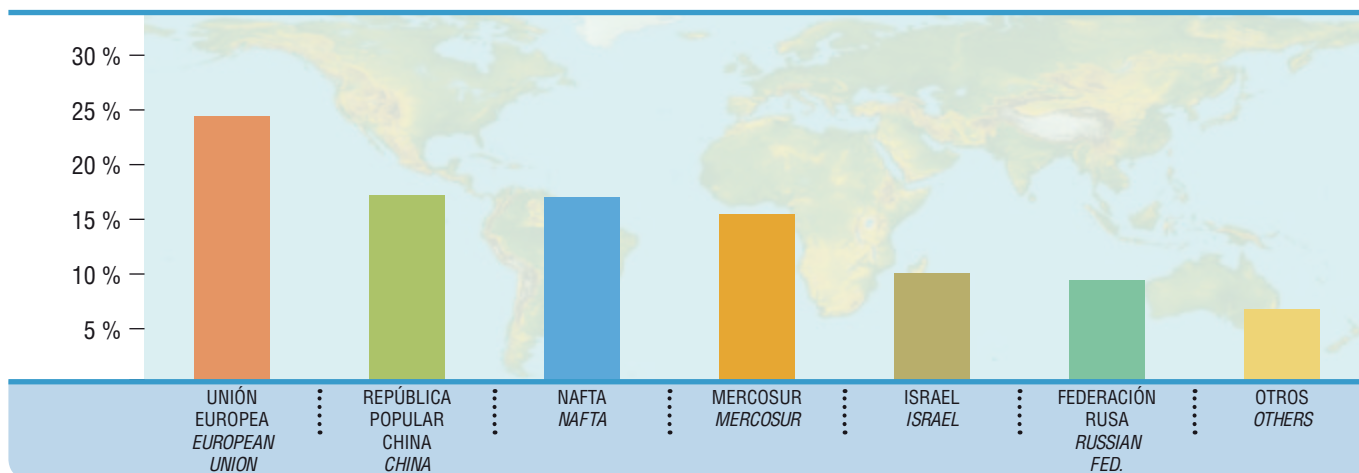 30 %
25 %
20 %
15 %
10 %
5 %
UNIÓN
EUROPEA
EUROPEAN
UNION
REPÚBLICA
POPULAR
CHINA
CHINA
NAFTA
NAFTA
MERCOSUR
MERCOSUR
ISRAEL
ISRAEL
FEDERACIÓN
RUSA
RUSSIAN
FED.
OTROS
OTHERS